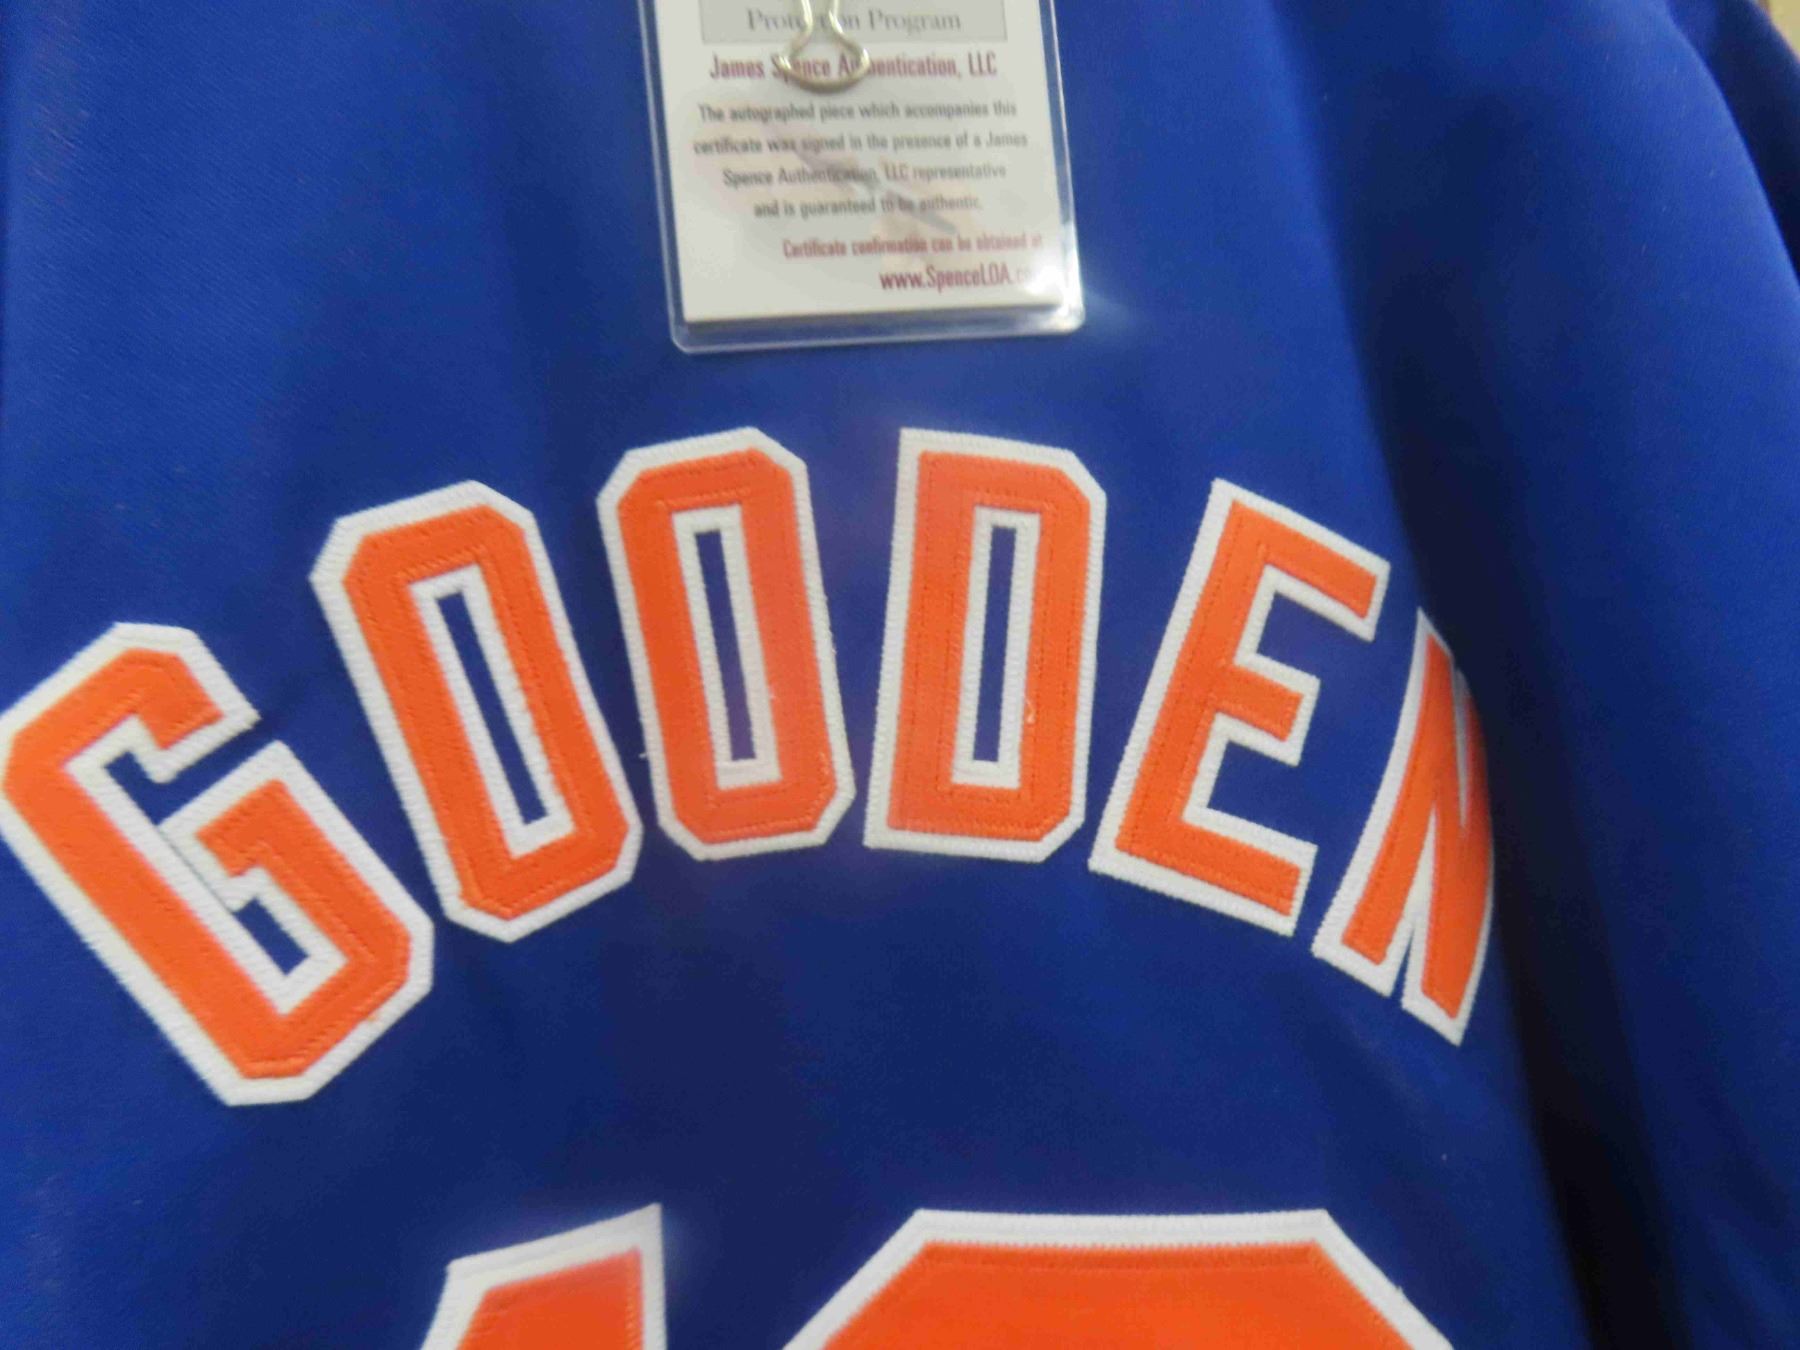 Protection Program
James Spence Authentication, LLC
The autographed piece which accompanies this
certificate was signed in the presence of a James
Spence Authentication, LLC representative
and is guaranteed to be authentic.
Certificate confirmation can be obtained at
www.SpenceLOA.c
GOODEN
1